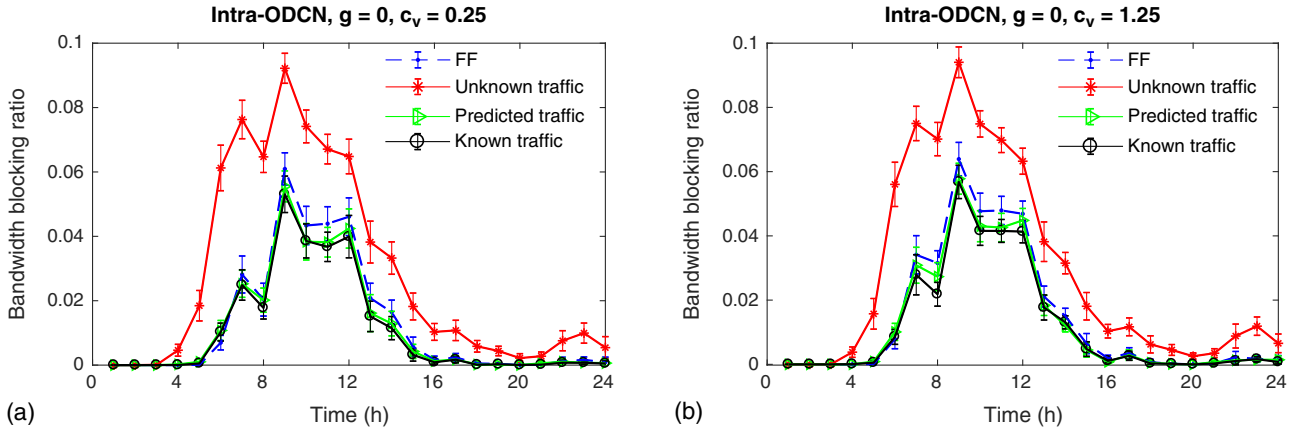 Intra-ODCN, g = 0, c_v = 0.25
0.1
0.08
0.06
0.04
0.02
0
Bandwidth blocking ratio
FF
Unknown traffic
Predicted traffic
Known traffic
0 4 8 12 16 20 24
Time (h)
(a)
Intra-ODCN, g = 0, c_v = 1.25
0.1
0.08
0.06
0.04
0.02
0
Bandwidth blocking ratio
FF
Unknown traffic
Predicted traffic
Known traffic
0 4 8 12 16 20 24
Time (h)
(b)